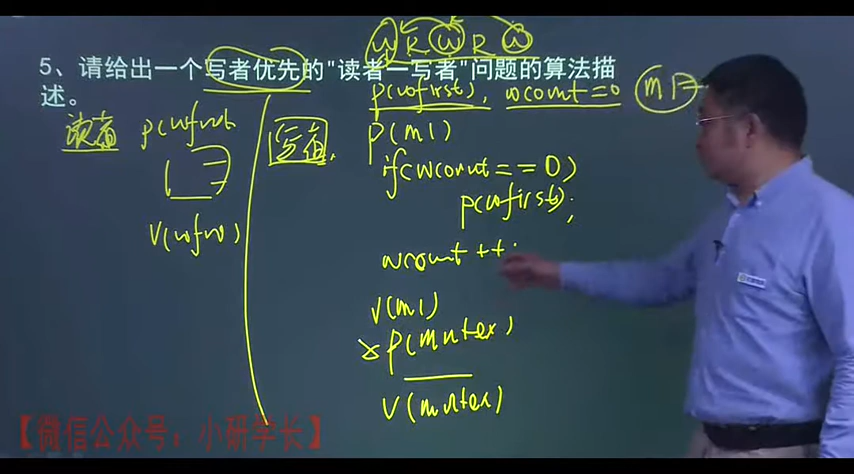 W R W R W
5、请给出一个写者优先的"读者—写者"问题的算法描
述。
P(wfirst), wcount=0 m1=
读者 P(wfirst
V(wfir)
写者.
P(m1)
if(wcount==0)
P(wfirst);
wcount++;
V(m1)
P(mutex)
V(mutex)
【微信公众号：小研学长】